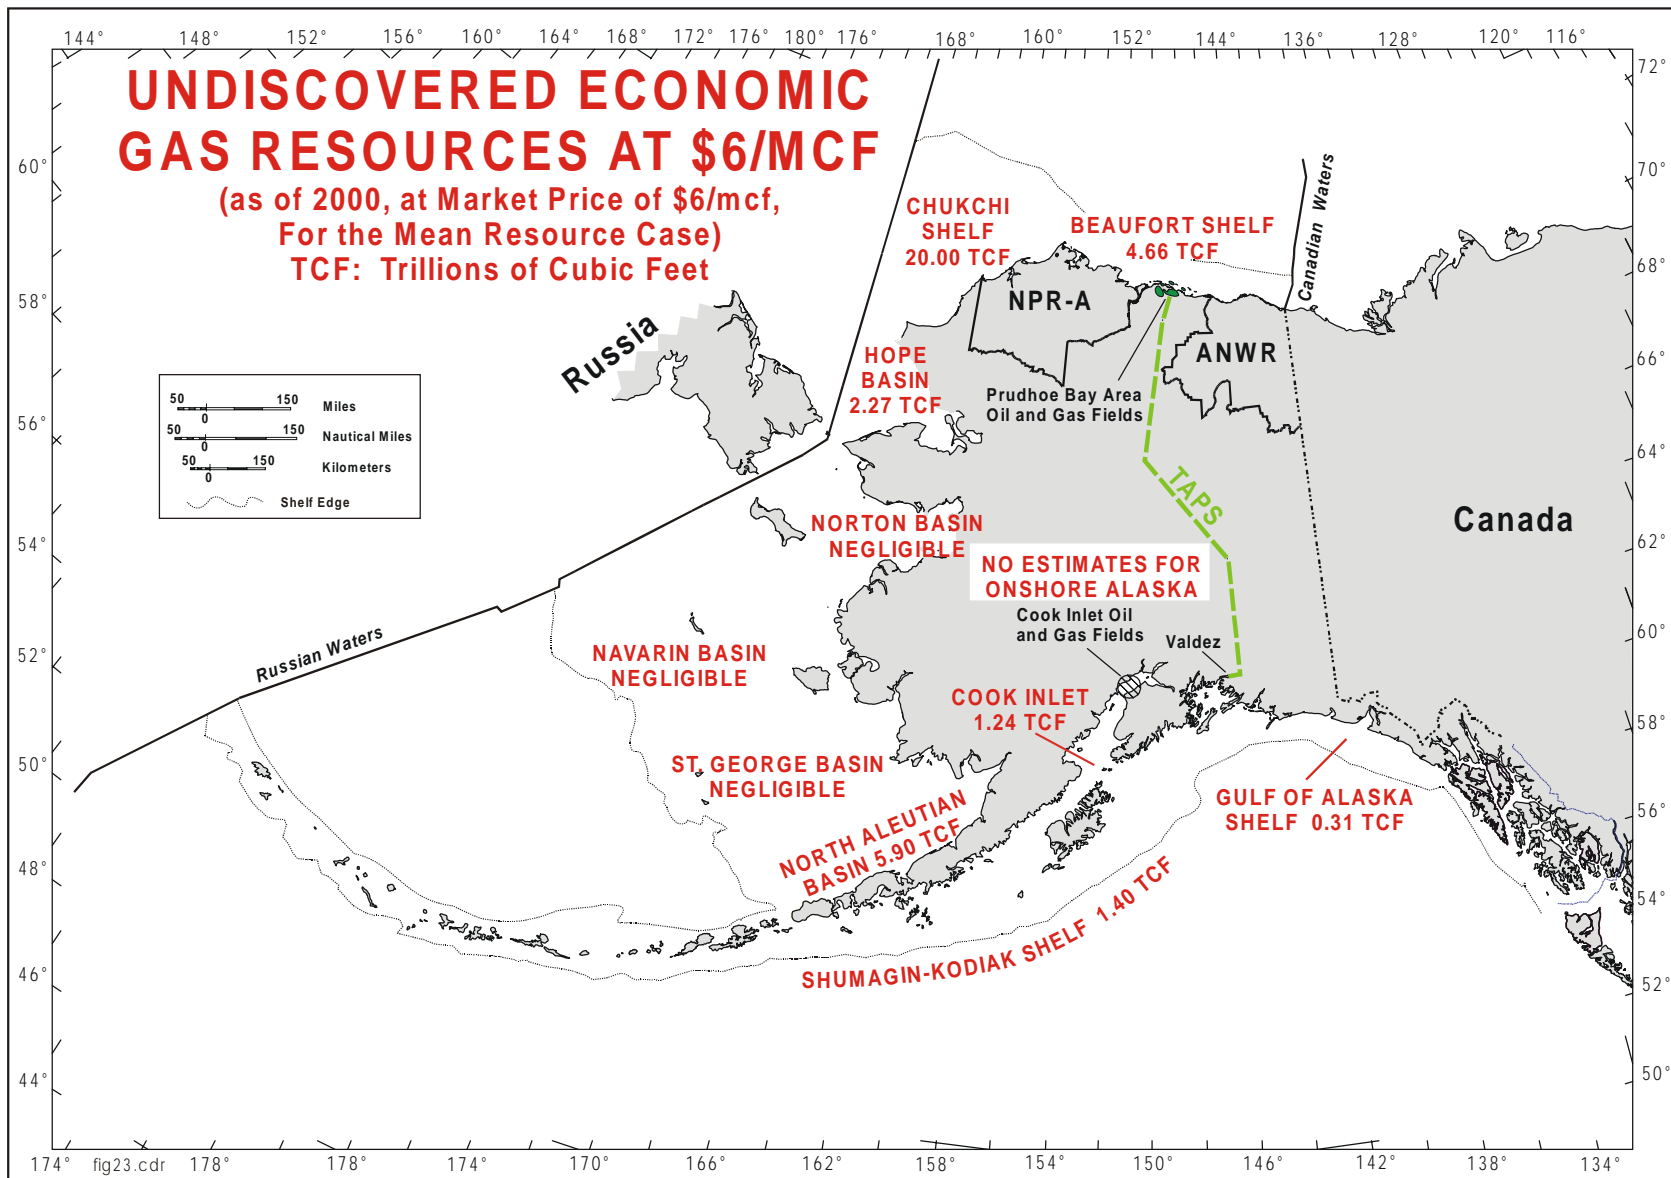 144° 148° 152° 156° 160° 164° 168° 172° 176° 180° 176° 168° 160° 152° 144° 136° 128° 120° 116°
UNDISCOVERED ECONOMIC
GAS RESOURCES AT $6/MCF
(as of 2000, at Market Price of $6/mcf,
For the Mean Resource Case)
TCF: Trillions of Cubic Feet
72°
70°
68°
66°
64°
62°
60°
58°
56°
54°
52°
50°
60°
58°
56°
54°
52°
50°
48°
46°
44°
CHUKCHI
SHELF
20.00 TCF
BEAUFORT SHELF
4.66 TCF
Canadian Waters
NPR-A
ANWR
Russia
HOPE
BASIN
2.27 TCF
Prudhoe Bay Area
Oil and Gas Fields
50 150 Miles
0
50 150 Nautical Miles
0
50 150 Kilometers
0
Shelf Edge
TAPS
Canada
NORTON BASIN
NEGLIGIBLE
NO ESTIMATES FOR
ONSHORE ALASKA
Cook Inlet Oil
and Gas Fields
Valdez
Russian Waters
NAVARIN BASIN
NEGLIGIBLE
COOK INLET
1.24 TCF
ST. GEORGE BASIN
NEGLIGIBLE
GULF OF ALASKA
SHELF 0.31 TCF
NORTH ALEUTIAN
BASIN 5.90 TCF
SHUMAGIN-KODIAK SHELF 1.40 TCF
174° fig23.cdr 178° 178° 174° 170° 166° 162° 158° 154° 150° 146° 142° 138° 134°